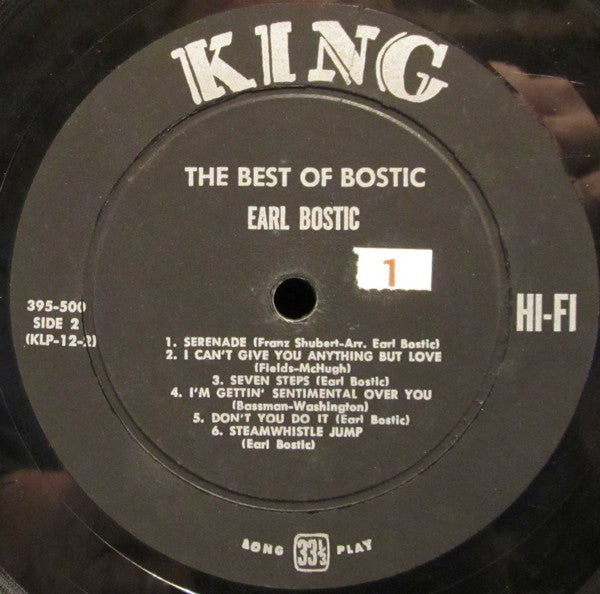 KING
THE BEST OF BOSTIC
EARL BOSTIC
1
395-500
SIDE 2
(KLP-12-2)
HI-FI
1. SERENADE (Franz Shubert-Arr. Earl Bostic)
2. I CAN'T GIVE YOU ANYTHING BUT LOVE
(Fields-McHugh)
3. SEVEN STEPS (Earl Bostic)
4. I'M GETTIN' SENTIMENTAL OVER YOU
(Bassman-Washington)
5. DON'T YOU DO IT (Earl Bostic)
6. STEAMWHISTLE JUMP
(Earl Bostic)
LONG 33⅓ PLAY